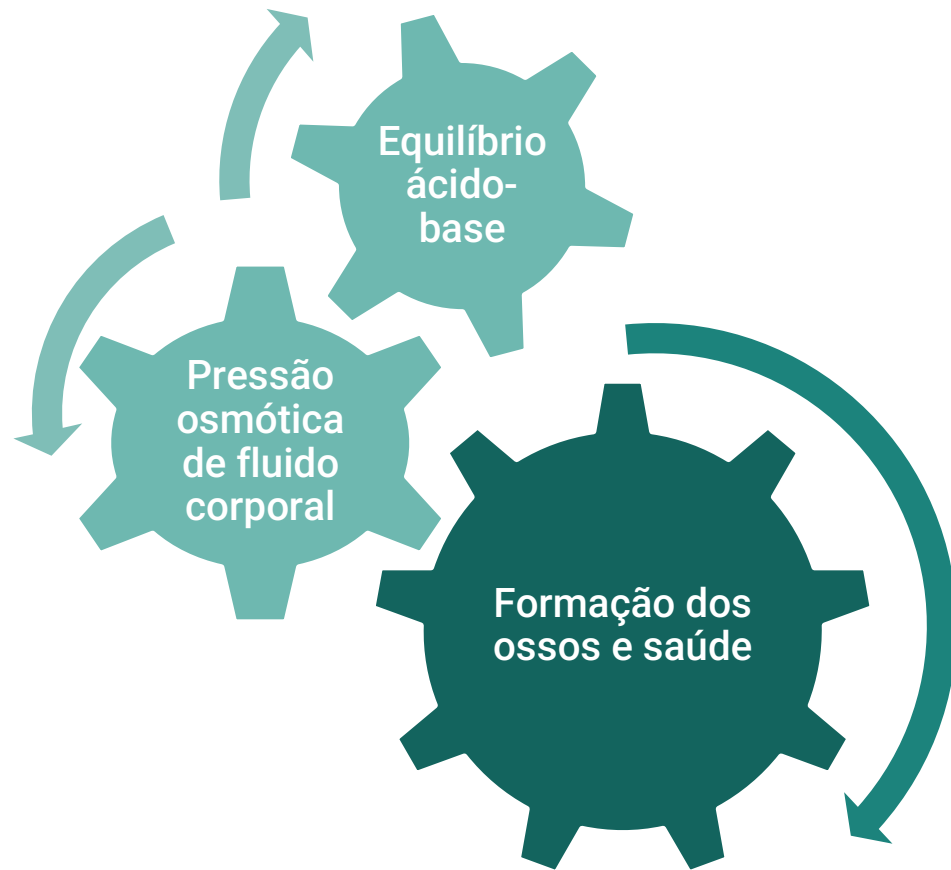 Equilíbrio
ácido-
base
Pressão
osmótica
de fluido
corporal
Formação dos
ossos e saúde